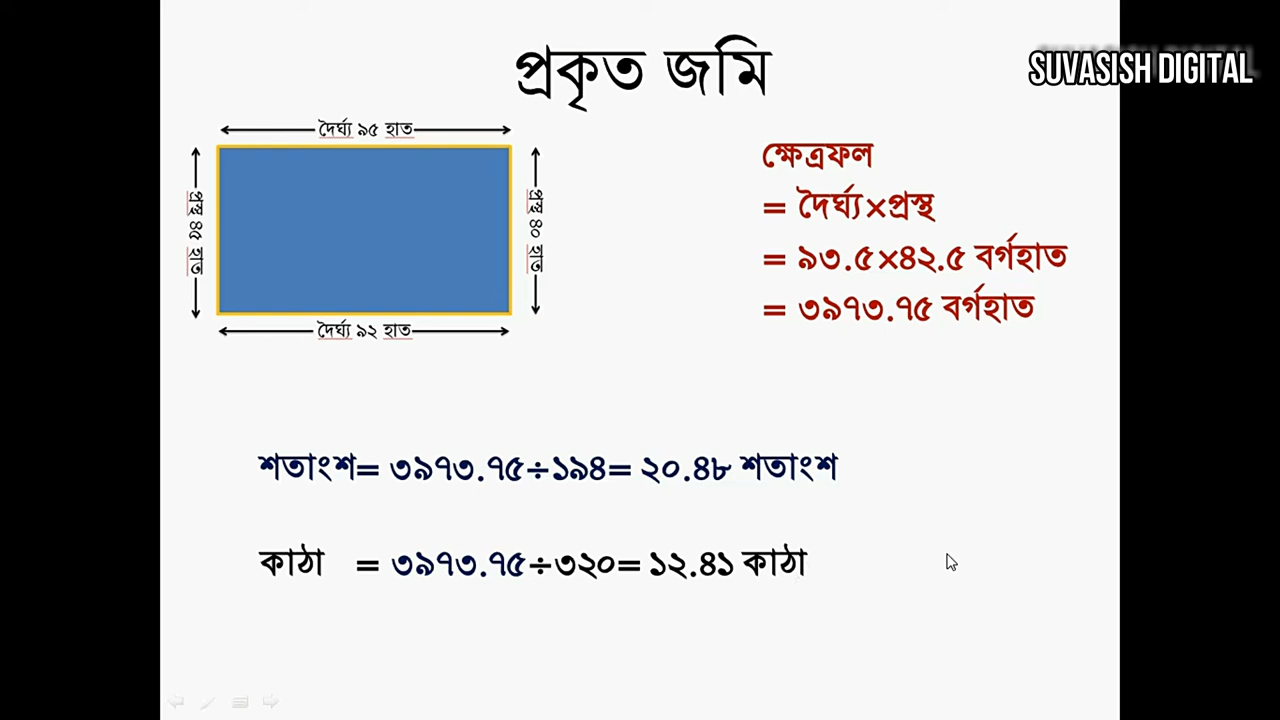 প্রকৃত জমি
SUVASISH DIGITAL
দৈর্ঘ্য ৯৫ হাত
প্রস্থ ৪৫ হাত
প্রস্থ ৪০ হাত
দৈর্ঘ্য ৯২ হাত
ক্ষেত্রফল
= দৈর্ঘ্য×প্রস্থ
= ৯৩.৫×৪২.৫ বর্গহাত
= ৩৯৭৩.৭৫ বর্গহাত
শতাংশ= ৩৯৭৩.৭৫÷১৯৪= ২০.৪৮ শতাংশ
কাঠা = ৩৯৭৩.৭৫÷৩২০= ১২.৪১ কাঠা